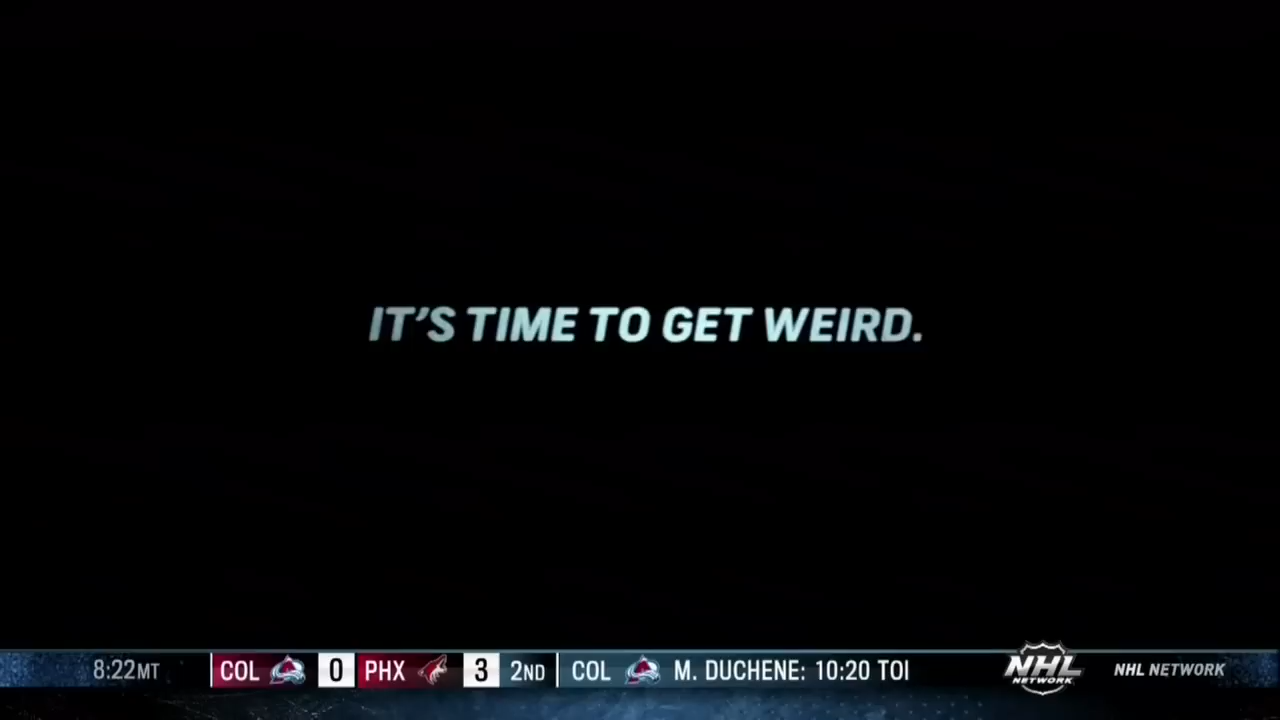 IT'S TIME TO GET WEIRD.
8:22MT COL 0 PHX 3 2ND COL M. DUCHENE: 10:20 TOI NHL NETWORK NHL NETWORK